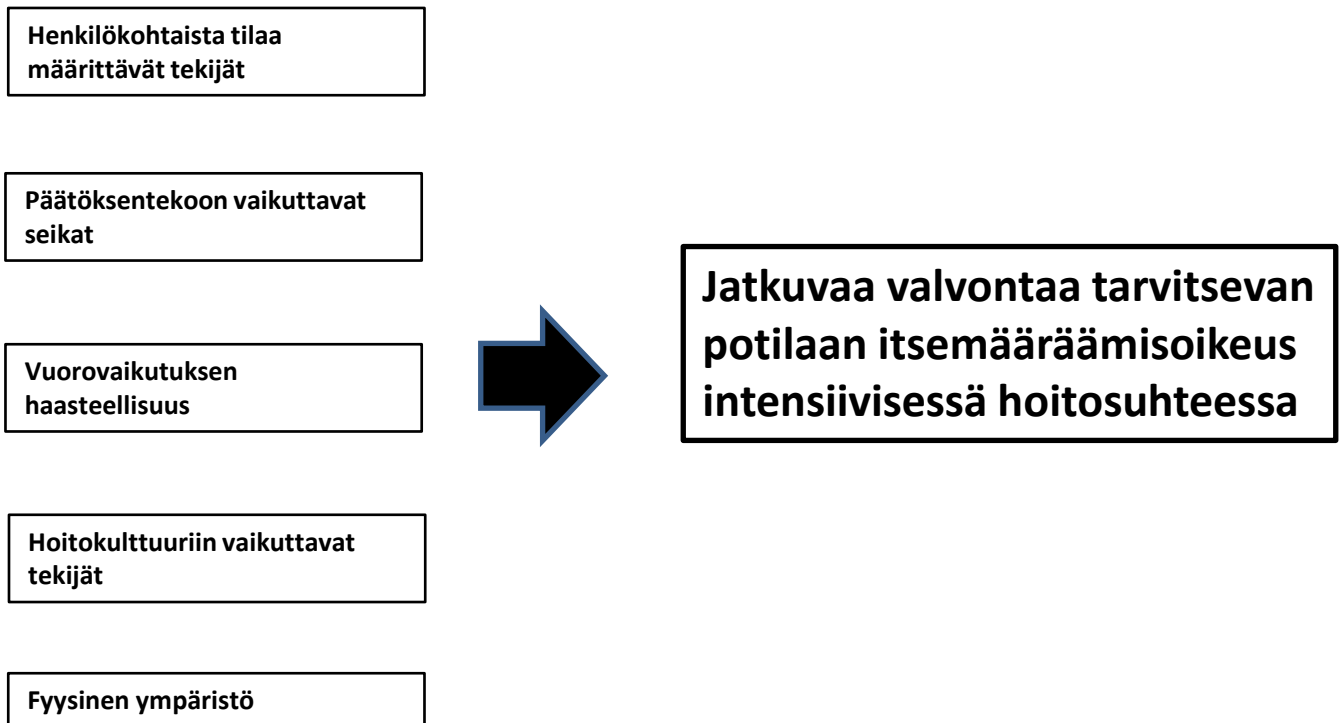 Henkilökohtaista tilaa
määrittävät tekijät
Päätöksentekoon vaikuttavat
seikat
Vuorovaikutuksen
haasteellisuus
Hoitokulttuuriin vaikuttavat
tekijät
Fyysinen ympäristö
Jatkuvaa valvontaa tarvitsevan
potilaan itsemääräämisoikeus
intensiivisessä hoitosuhteessa